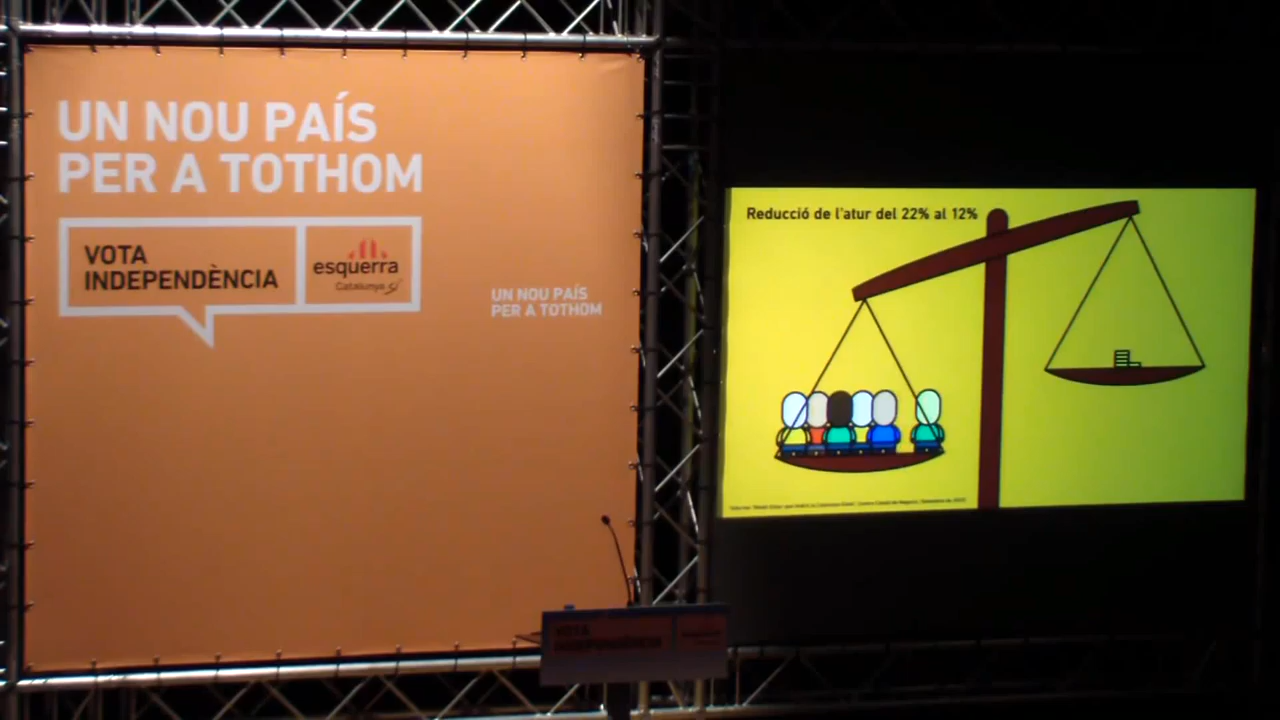 UN NOU PAÍS
PER A TOTHOM
VOTA
INDEPENDÈNCIA
esquerra
Catalunya Sí
UN NOU PAÍS
PER A TOTHOM
Reducció de l'atur del 22% al 12%
VOTA
INDEPENDÈNCIA